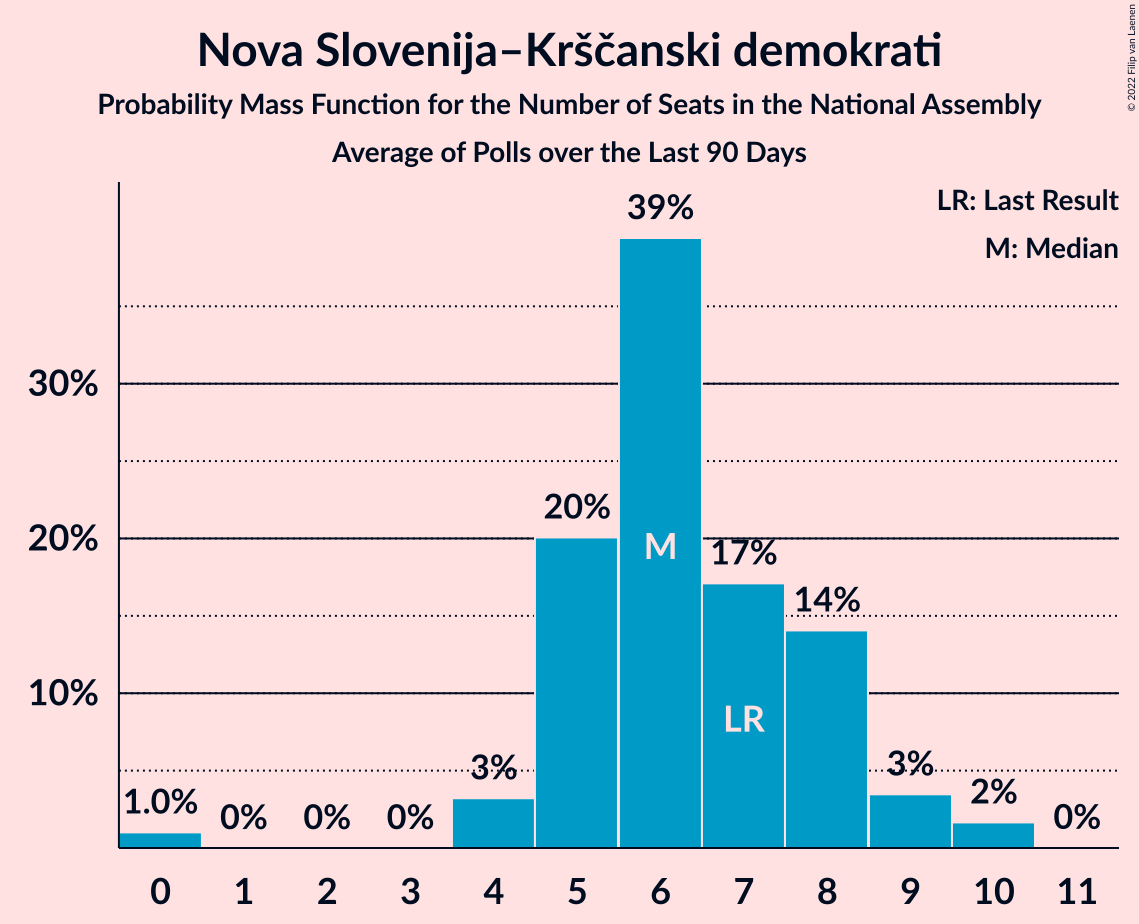 Nova Slovenija–Krščanski demokrati
Probability Mass Function for the Number of Seats in the National Assembly
Average of Polls over the Last 90 Days
© 2022 Filip van Laenen
LR: Last Result
M: Median
39%
30%
20%
20%
M
17%
14%
10%
LR
3%
3%
1.0%
0%
0%
0%
2%
0%
0 1 2 3 4 5 6 7 8 9 10 11